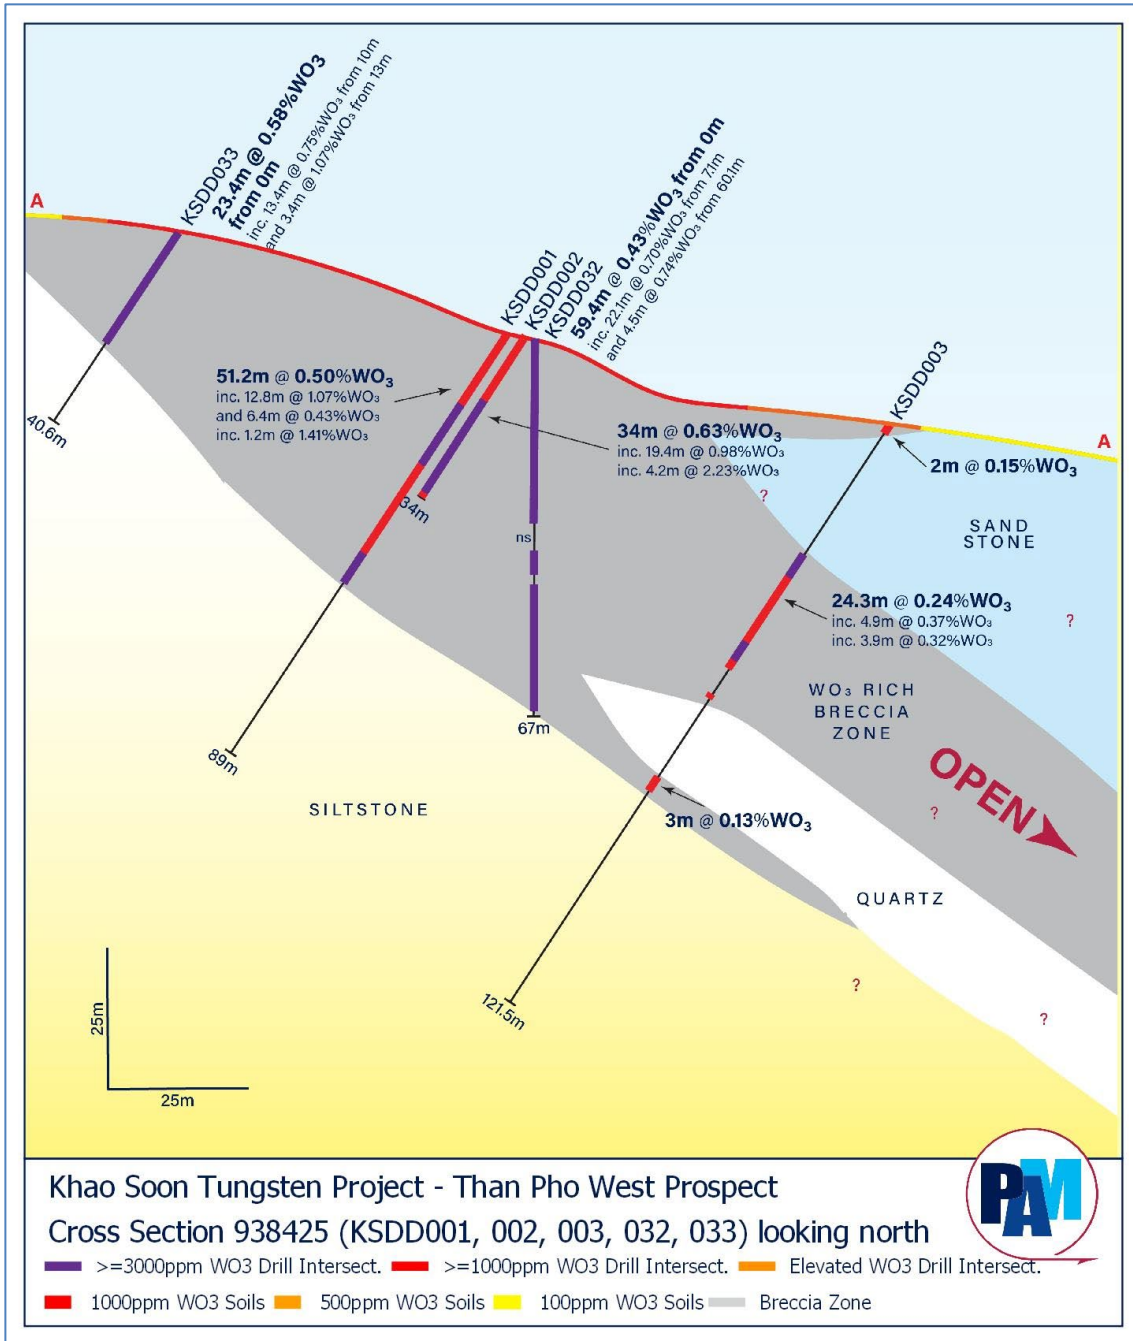 KSDD033
23.4m @ 0.58%WO₃
from 0m
inc. 13.4m @ 0.75%WO₃ from 10m
and 3.4m @ 1.07%WO₃ from 13m
A
KSDD001
KSDD002
KSDD032
59.4m @ 0.43%WO₃ from 0m
inc. 22.1m @ 0.70%WO₃ from 7.1m
and 4.5m @ 0.74%WO₃ from 60.1m
KSDD003
51.2m @ 0.50%WO₃
inc. 12.8m @ 1.07%WO₃
and 6.4m @ 0.43%WO₃
inc. 1.2m @ 1.41%WO₃
40.6m
34m @ 0.63%WO₃
inc. 19.4m @ 0.98%WO₃
inc. 4.2m @ 2.23%WO₃
A
2m @ 0.15%WO₃
?
34m
SAND
STONE
ns
24.3m @ 0.24%WO₃
inc. 4.9m @ 0.37%WO₃
inc. 3.9m @ 0.32%WO₃
?
WO₃ RICH
BRECCIA
ZONE
67m
89m
OPEN
SILTSTONE
3m @ 0.13%WO₃
?
QUARTZ
121.5m
?
?
25m
25m
Khao Soon Tungsten Project - Than Pho West Prospect
Cross Section 938425 (KSDD001, 002, 003, 032, 033) looking north
PAM
>=3000ppm WO3 Drill Intersect. >=1000ppm WO3 Drill Intersect. Elevated WO3 Drill Intersect.
1000ppm WO3 Soils 500ppm WO3 Soils 100ppm WO3 Soils Breccia Zone